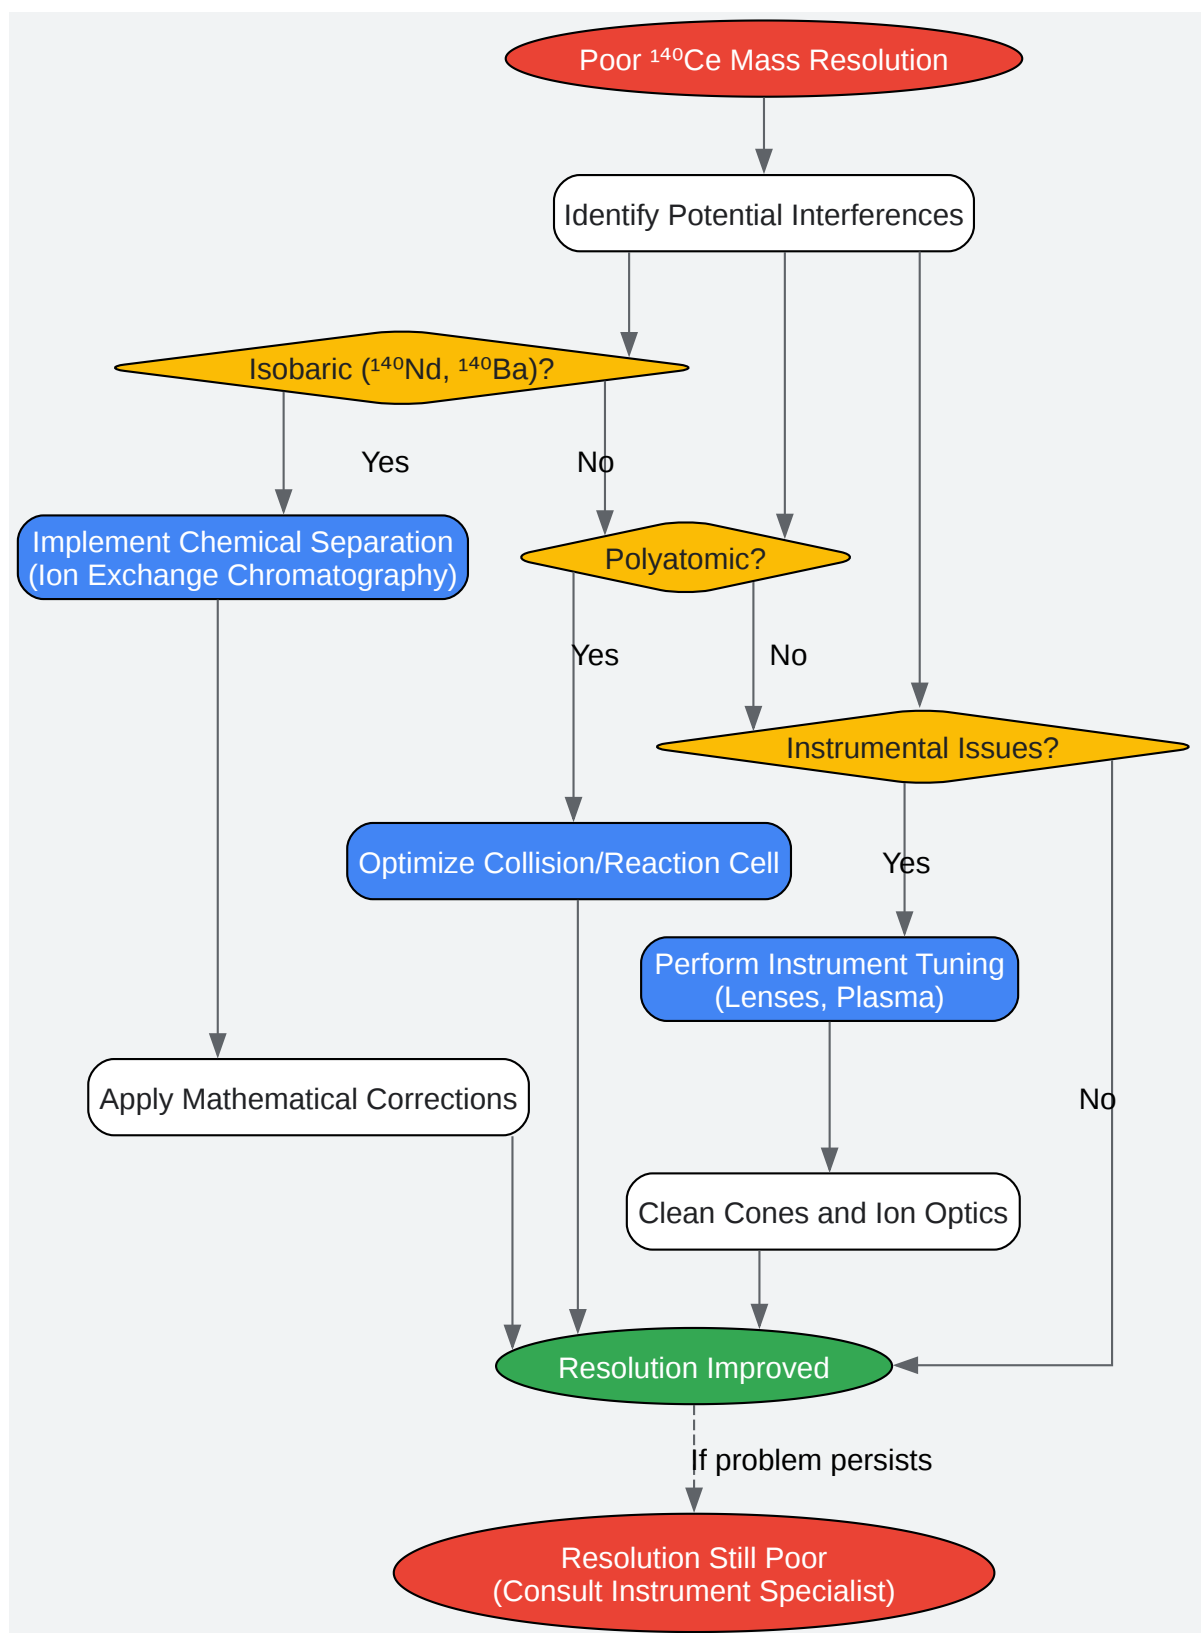 Poor ¹⁴⁰Ce Mass Resolution
Identify Potential Interferences
Isobaric (¹⁴⁰Nd, ¹⁴⁰Ba)?
Yes
No
Implement Chemical Separation
(Ion Exchange Chromatography)
Polyatomic?
Yes
No
Instrumental Issues?
Optimize Collision/Reaction Cell
Yes
Perform Instrument Tuning
(Lenses, Plasma)
Apply Mathematical Corrections
No
Clean Cones and Ion Optics
Resolution Improved
If problem persists
Resolution Still Poor
(Consult Instrument Specialist)